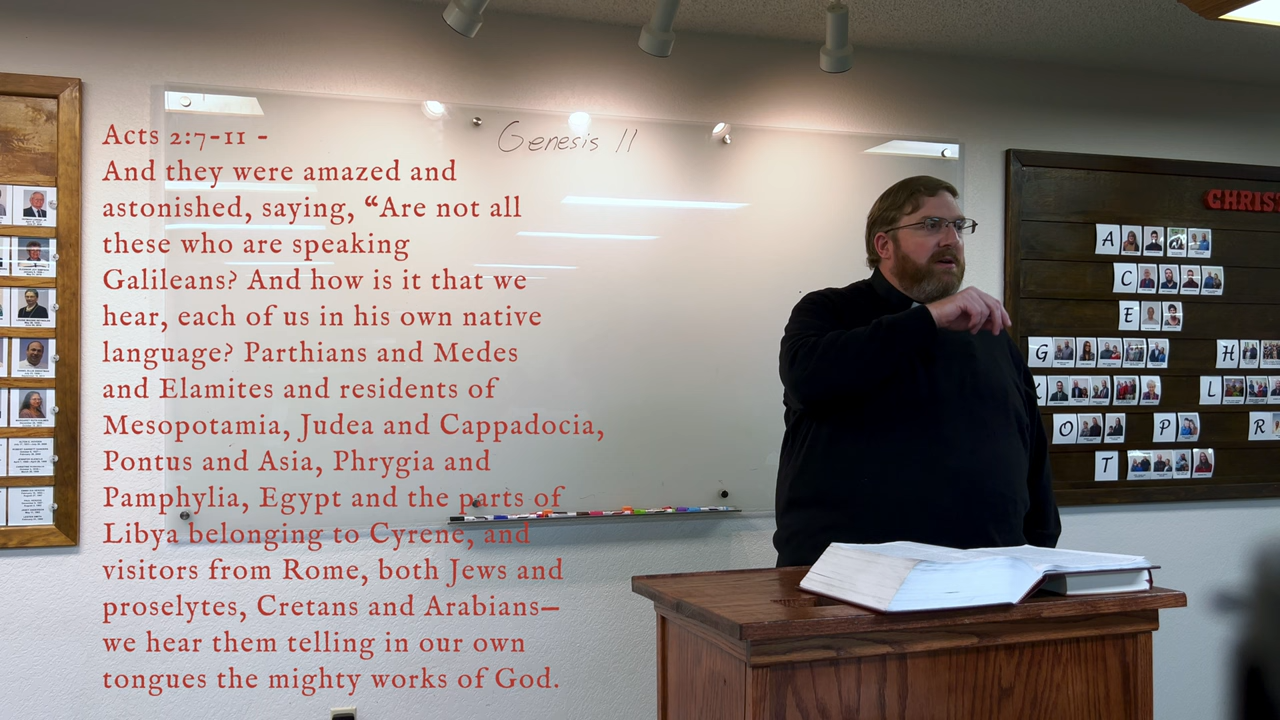 Genesis 11
Acts 2:7-11 -
And they were amazed and
astonished, saying, “Are not all
these who are speaking
Galileans? And how is it that we
hear, each of us in his own native
language? Parthians and Medes
and Elamites and residents of
Mesopotamia, Judea and Cappadocia,
Pontus and Asia, Phrygia and
Pamphylia, Egypt and the parts of
Libya belonging to Cyrene, and
visitors from Rome, both Jews and
proselytes, Cretans and Arabians—
we hear them telling in our own
tongues the mighty works of God.
CHRIS
A
C
E
G H
L
O P R
T